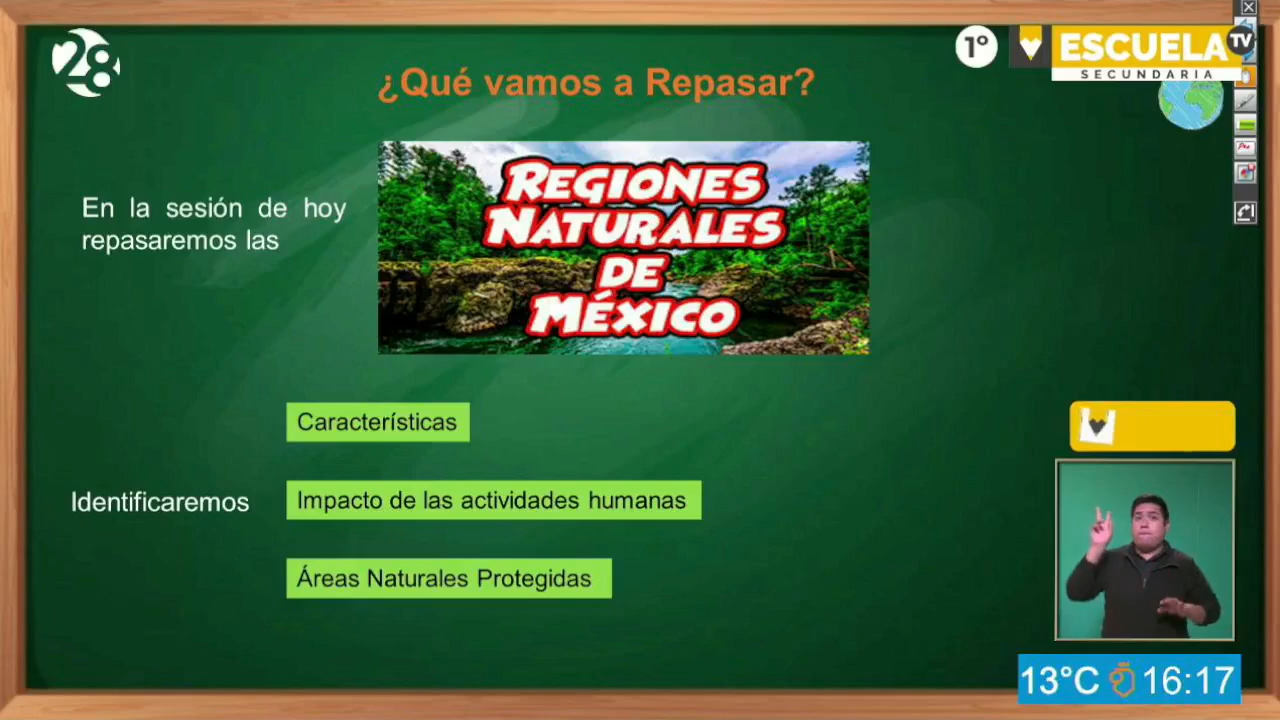 28
1º
ESCUELA TV
SECUNDARIA
¿Qué vamos a Repasar?
En la sesión de hoy
repasaremos las
REGIONES
NATURALES
DE
MÉXICO
Características
Identificaremos
Impacto de las actividades humanas
Áreas Naturales Protegidas
13°C 16:17